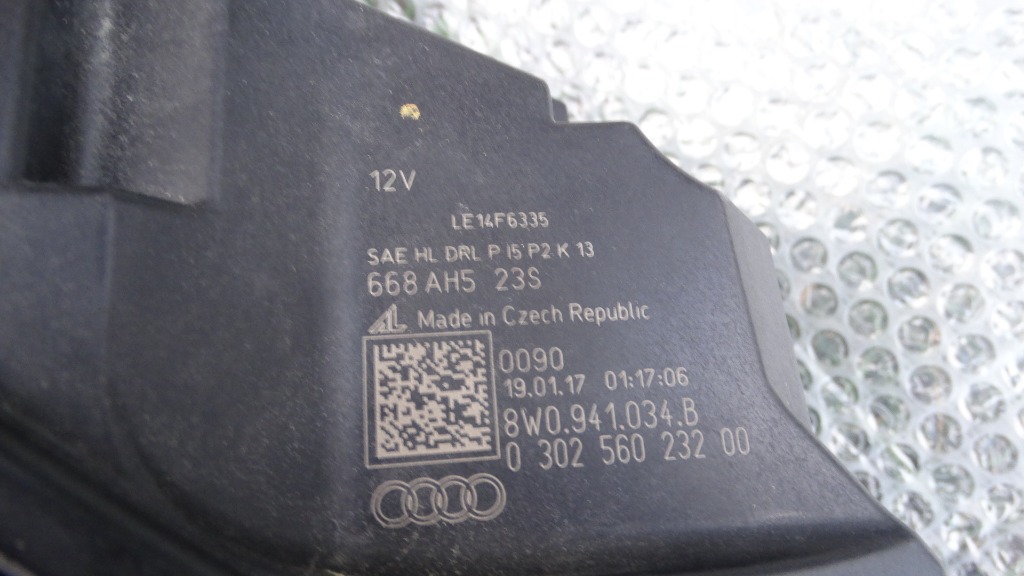 12V
LE14F6335
SAE HL DRL P I5 P2 K 13
668 AH5 23S
AL Made in Czech Republic
0090
19.01.17 01:17:06
8W0.941.034.B
0 302 560 232 00